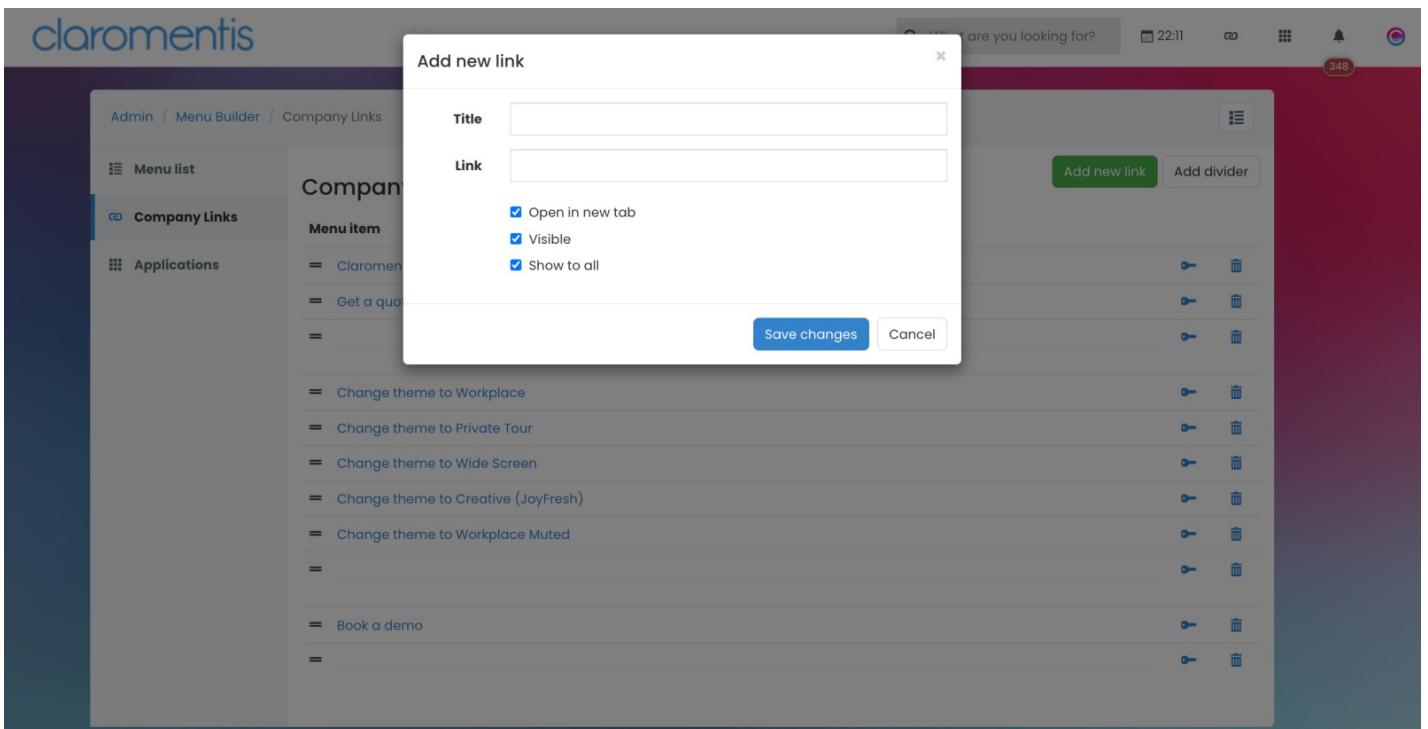 claromentis
are you looking for?
22:11
348
Add new link
×
Admin / Menu Builder / Company Links
Title
Link
Menu list
Company Links
Applications
Add new link
Add divider
Open in new tab
Visible
Show to all
Menu item
Get a
Save changes
Cancel
Change theme to Workplace
Change theme to Private Tour
Change theme to Wide Screen
Change theme to Creative (JoyFresh)
Change theme to Workplace Muted
Book a demo